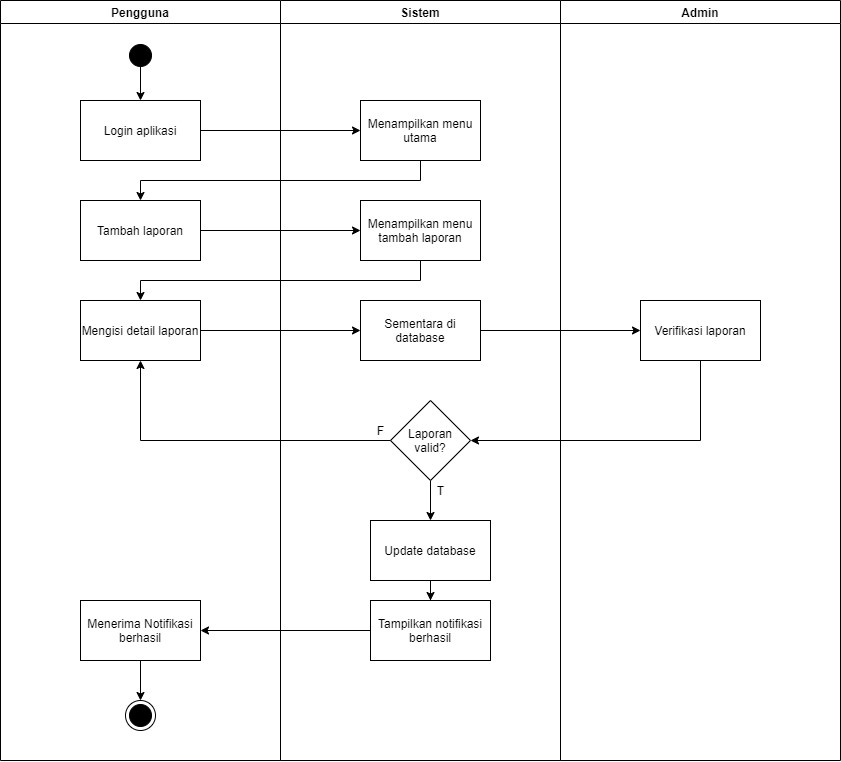 Pengguna
Sistem
Admin
Login aplikasi
Menampilkan menu
utama
Tambah laporan
Menampilkan menu
tambah laporan
Mengisi detail laporan
Sementara di
database
Verifikasi laporan
F
Laporan
valid?
T
Update database
Menerima Notifikasi
berhasil
Tampilkan notifikasi
berhasil